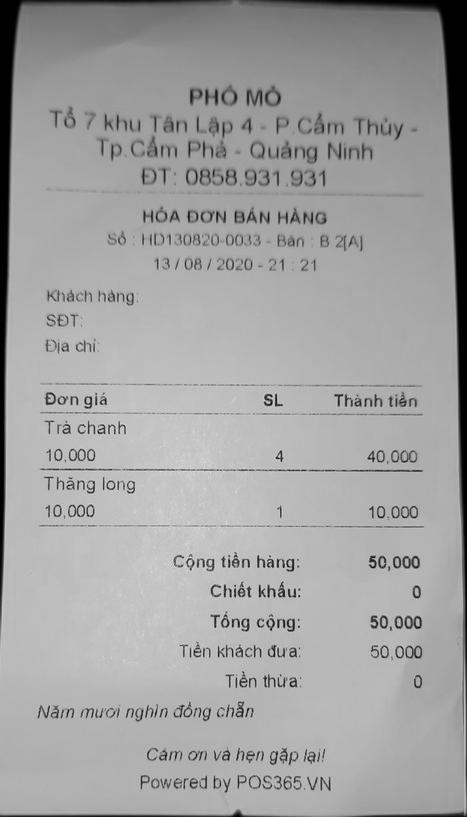 PHỐ MỎ
Tổ 7 khu Tân Lập 4 - P.Cẩm Thủy -
Tp.Cẩm Phả - Quảng Ninh
ĐT: 0858.931.931
HÓA ĐƠN BÁN HÀNG
Số : HD130820-0033 - Bàn : B 2[A]
13 / 08 / 2020 - 21 : 21
Khách hàng:
SĐT:
Địa chỉ:
Đơn giá SL Thành tiền
Trà chanh
10,000 4 40,000
Thăng long
10,000 1 10,000
Cộng tiền hàng: 50,000
Chiết khấu: 0
Tổng cộng: 50,000
Tiền khách đưa: 50,000
Tiền thừa: 0
Năm mươi nghìn đồng chẵn
Cảm ơn và hẹn gặp lại!
Powered by POS365.VN